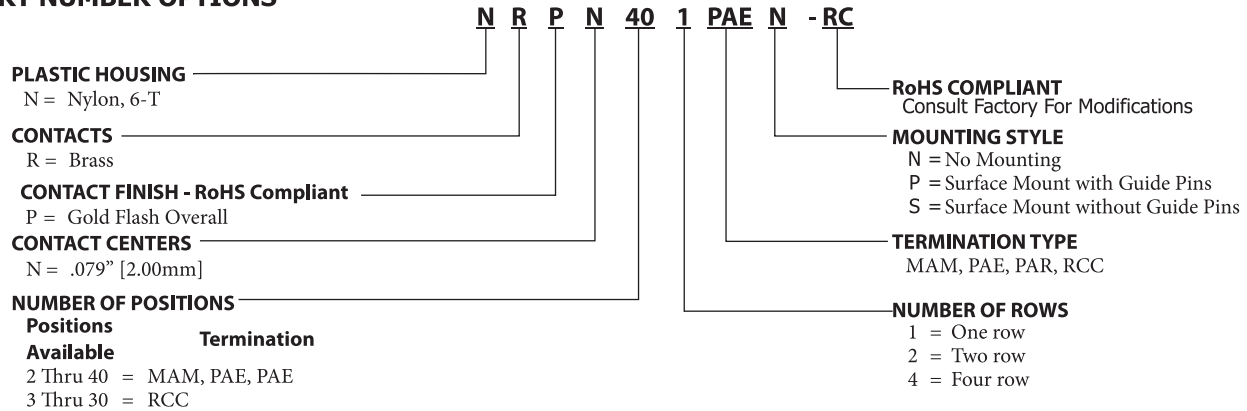 N R P N 40 1 PAE N - RC
PLASTIC HOUSING
N = Nylon, 6-T
CONTACTS
R = Brass
CONTACT FINISH - RoHS Compliant
P = Gold Flash Overall
CONTACT CENTERS
N = .079” [2.00mm]
NUMBER OF POSITIONS
Positions
Available
Termination
2 Thru 40 = MAM, PAE, PAE
3 Thru 30 = RCC
RoHS COMPLIANT
Consult Factory For Modifications
MOUNTING STYLE
N = No Mounting
P = Surface Mount with Guide Pins
S = Surface Mount without Guide Pins
TERMINATION TYPE
MAM, PAE, PAR, RCC
NUMBER OF ROWS
1 = One row
2 = Two row
4 = Four row